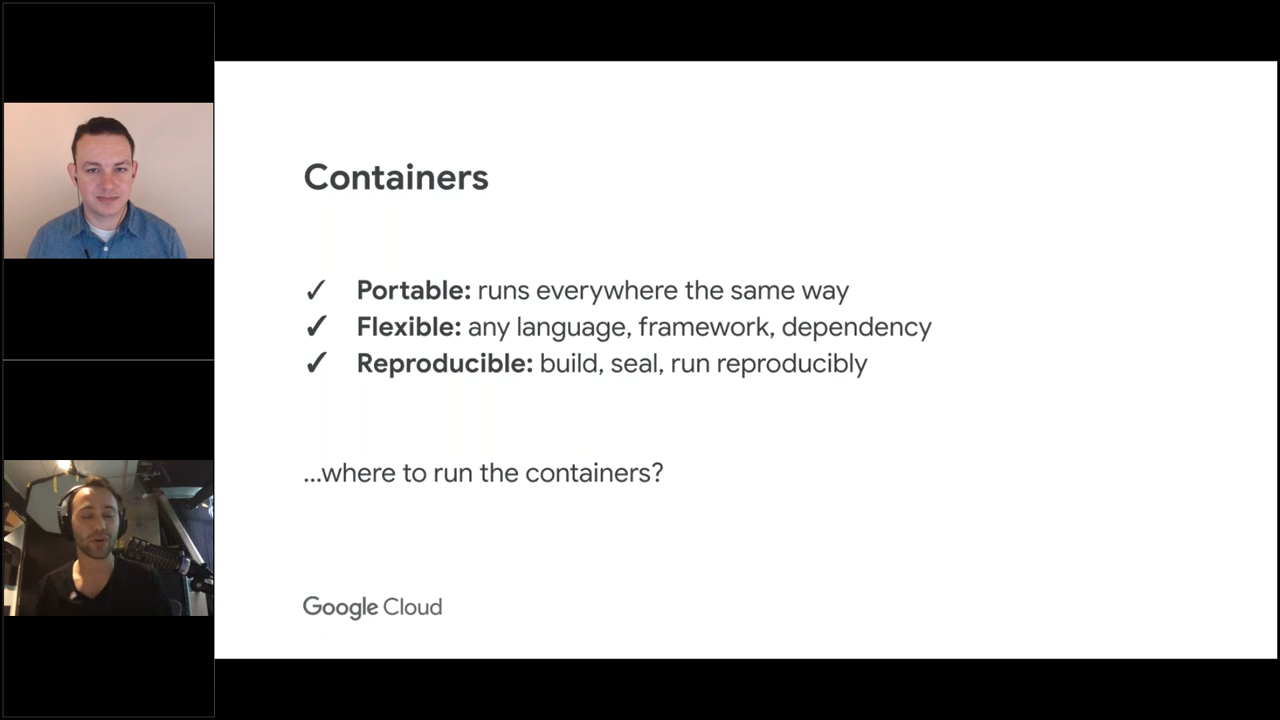 Containers
✓ Portable: runs everywhere the same way
✓ Flexible: any language, framework, dependency
✓ Reproducible: build, seal, run reproducibly
...where to run the containers?
Google Cloud